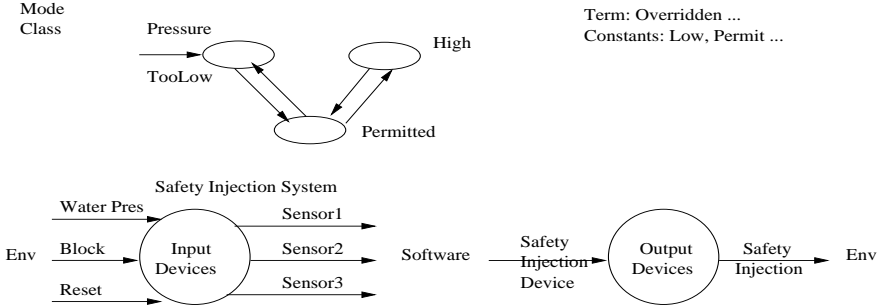 Mode
Class
Pressure
TooLow
High
Permitted
Term: Overridden ...
Constants: Low, Permit ...
Safety Injection System
Env
Water Pres
Block
Reset
Input
Devices
Sensor1
Sensor2
Sensor3
Software
Safety
Injection
Device
Output
Devices
Safety
Injection
Env